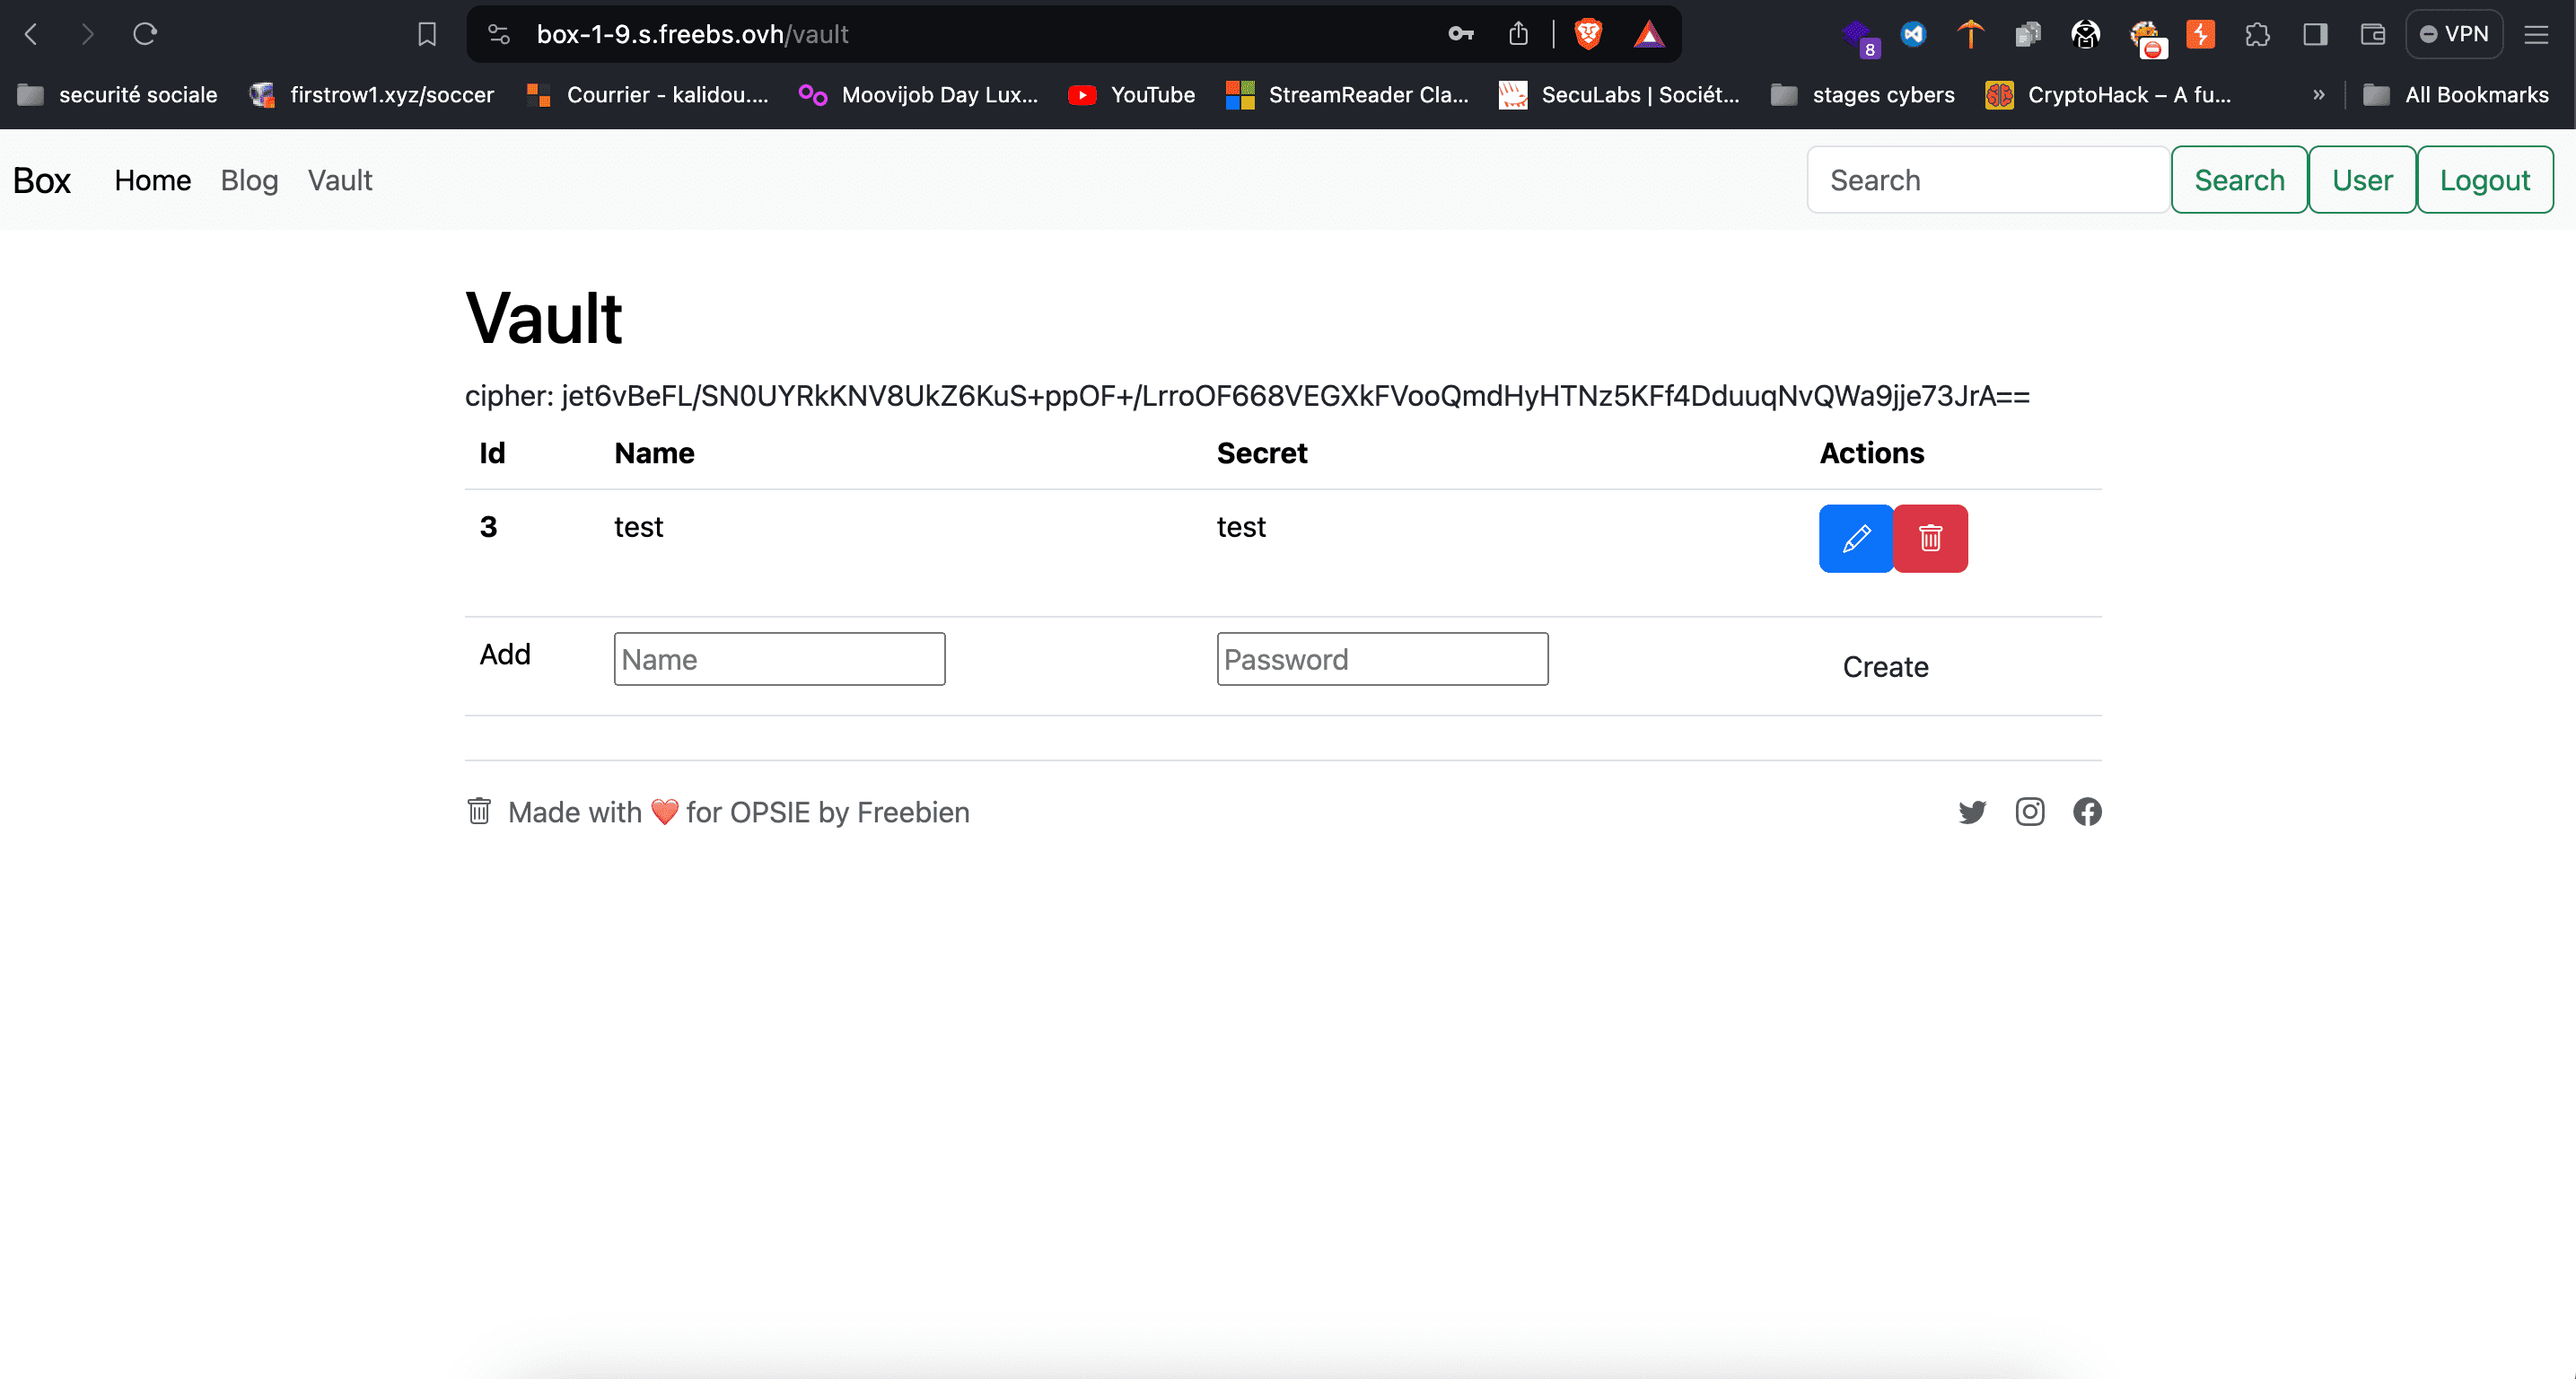 box-1-9.s.freebs.ovh/vault
8
VPN
securité sociale
firstrow1.xyz/soccer
Courrier - kalidou....
Moovijob Day Lux...
YouTube
StreamReader Cla...
SecuLabs | Sociét...
stages cybers
CryptoHack – A fu...
»
All Bookmarks
Box Home Blog Vault
Search Search User Logout
Vault
cipher: jet6vBeFL/SN0UYRkKNV8UkZ6KuS+ppOF+/LrroOF668VEGXkFVooQmdHyHTNz5KFf4DduuqNvQWa9jje73JrA==
Id Name Secret Actions
3 test test
Add Name Password Create
Made with ❤️ for OPSIE by Freebien